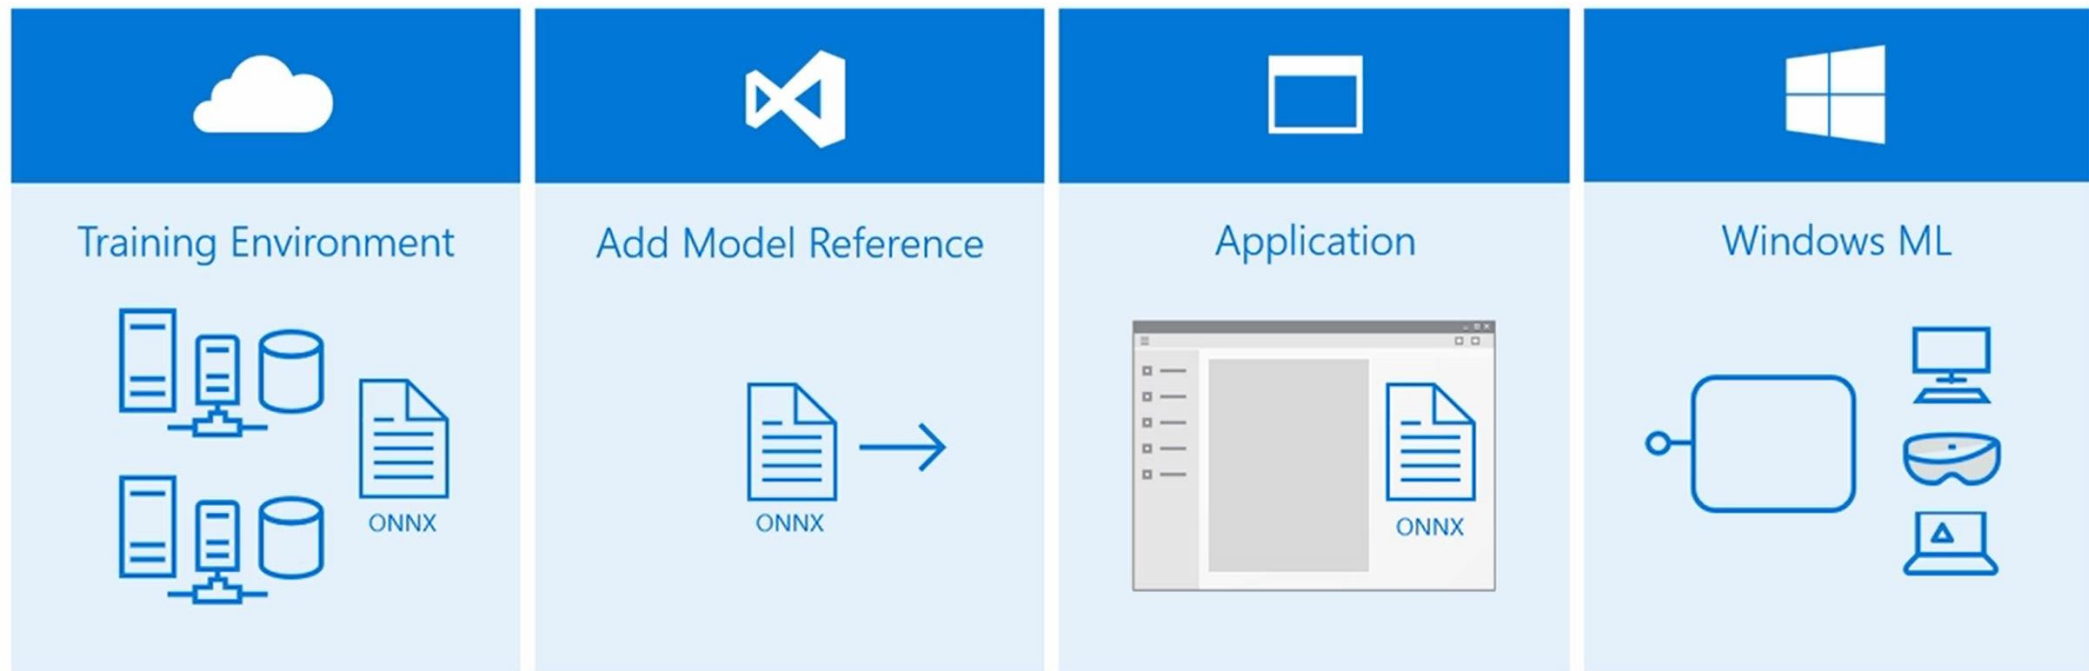 Training Environment
ONNX
Add Model Reference
ONNX
Application
ONNX
Windows ML